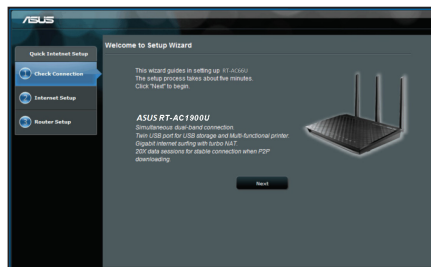 ASUS
Quick Internet Setup
1 Check Connection
2 Internet Setup
3 Router Setup
Welcome to Setup Wizard
This wizard guides in setting up RT-AC66U
The setup process takes about five minutes.
Click "Next" to begin.
ASUS RT-AC1900U
Simultaneous dual-band connection.
Twin USB port for USB storage and Multi-functional printer.
Gigabit internet surfing with turbo NAT.
20X data sessions for stable connection when P2P
downloading.
Next